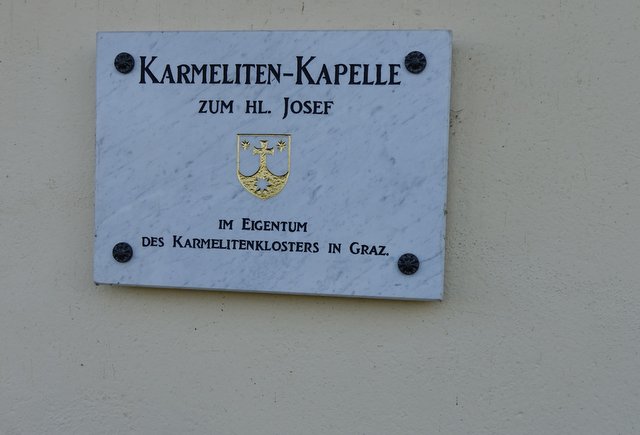 KARMELITEN-KAPELLE
ZUM HL. JOSEF
IM EIGENTUM
DES KARMELITENKLOSTERS IN GRAZ.